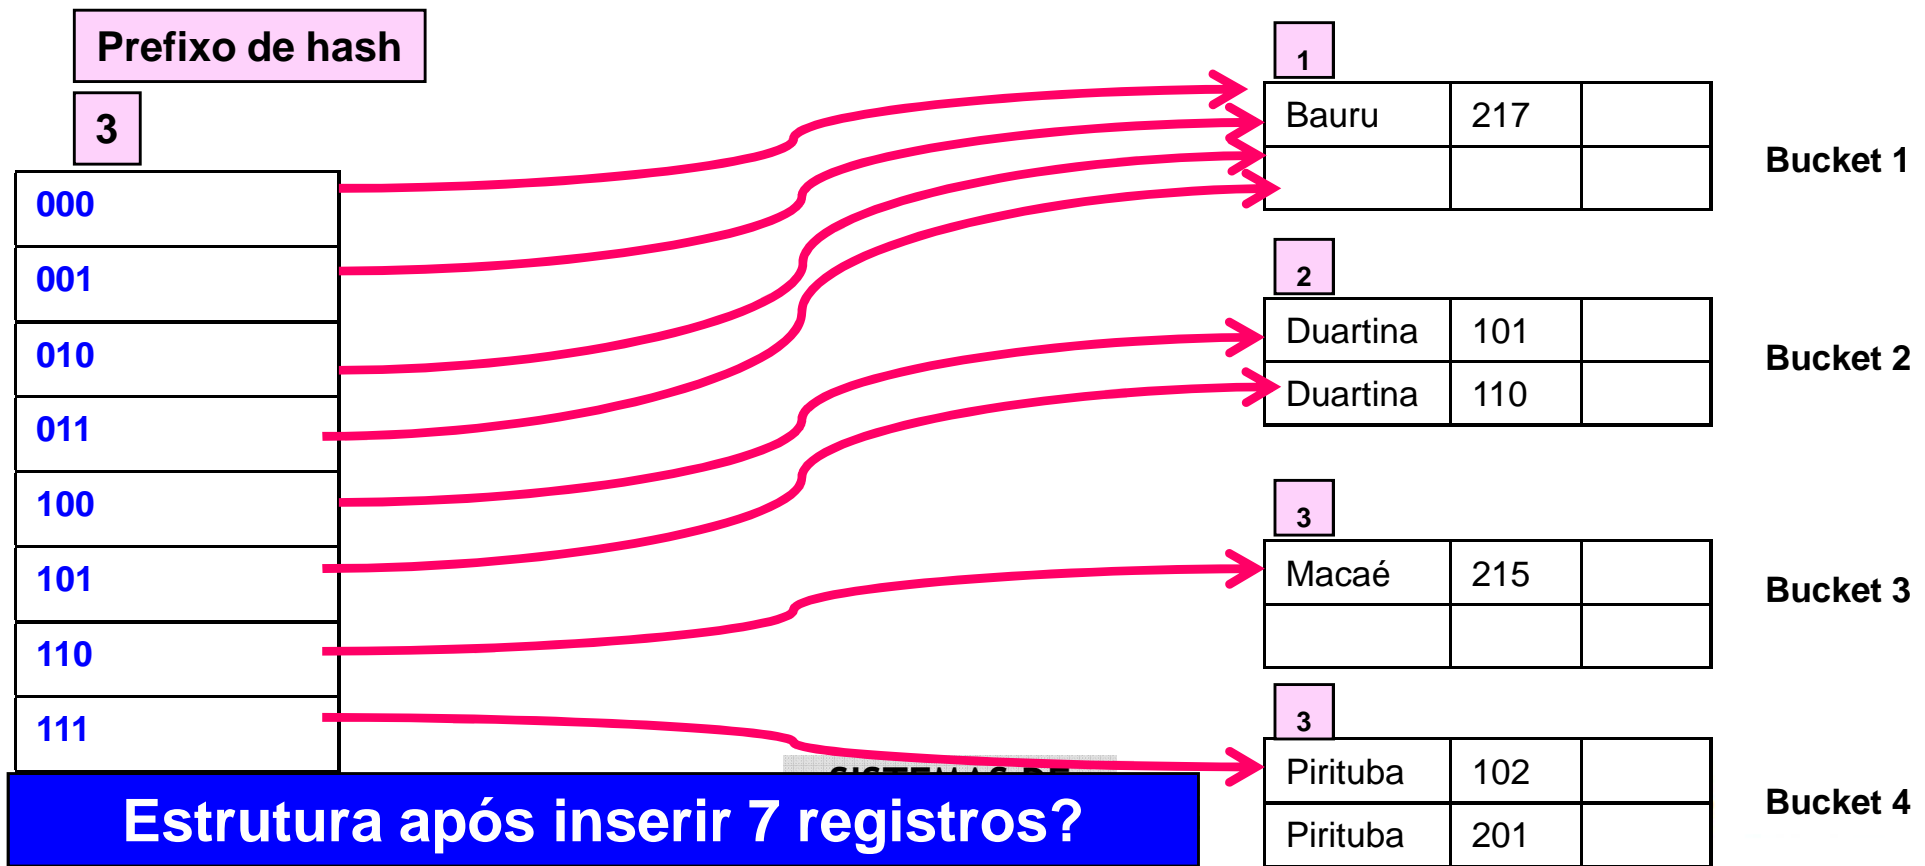 Prefixo de hash
3
000
001
010
011
100
101
110
111
1
Bauru 217
Bucket 1
2
Duartina 101
Duartina 110
Bucket 2
3
Macaé 215
Bucket 3
3
Pirituba 102
Pirituba 201
Bucket 4
SISTEMAS DE
Estrutura após inserir 7 registros?